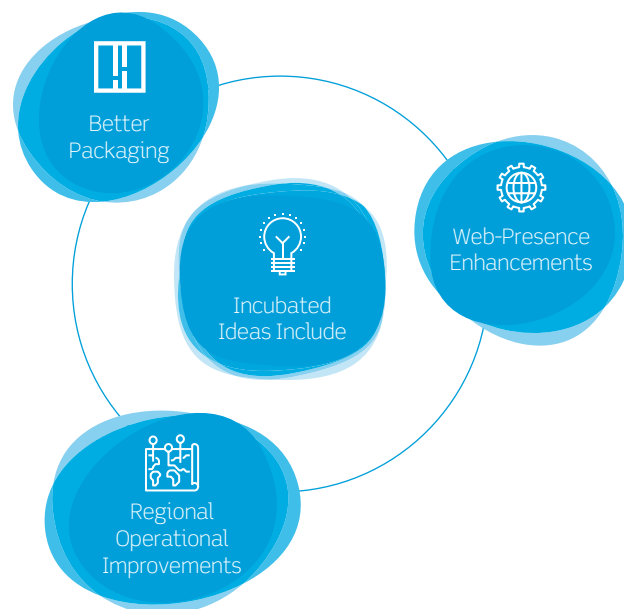 Better
Packaging
Web-Presence
Enhancements
Incubated
Ideas Include
Regional
Operational
Improvements